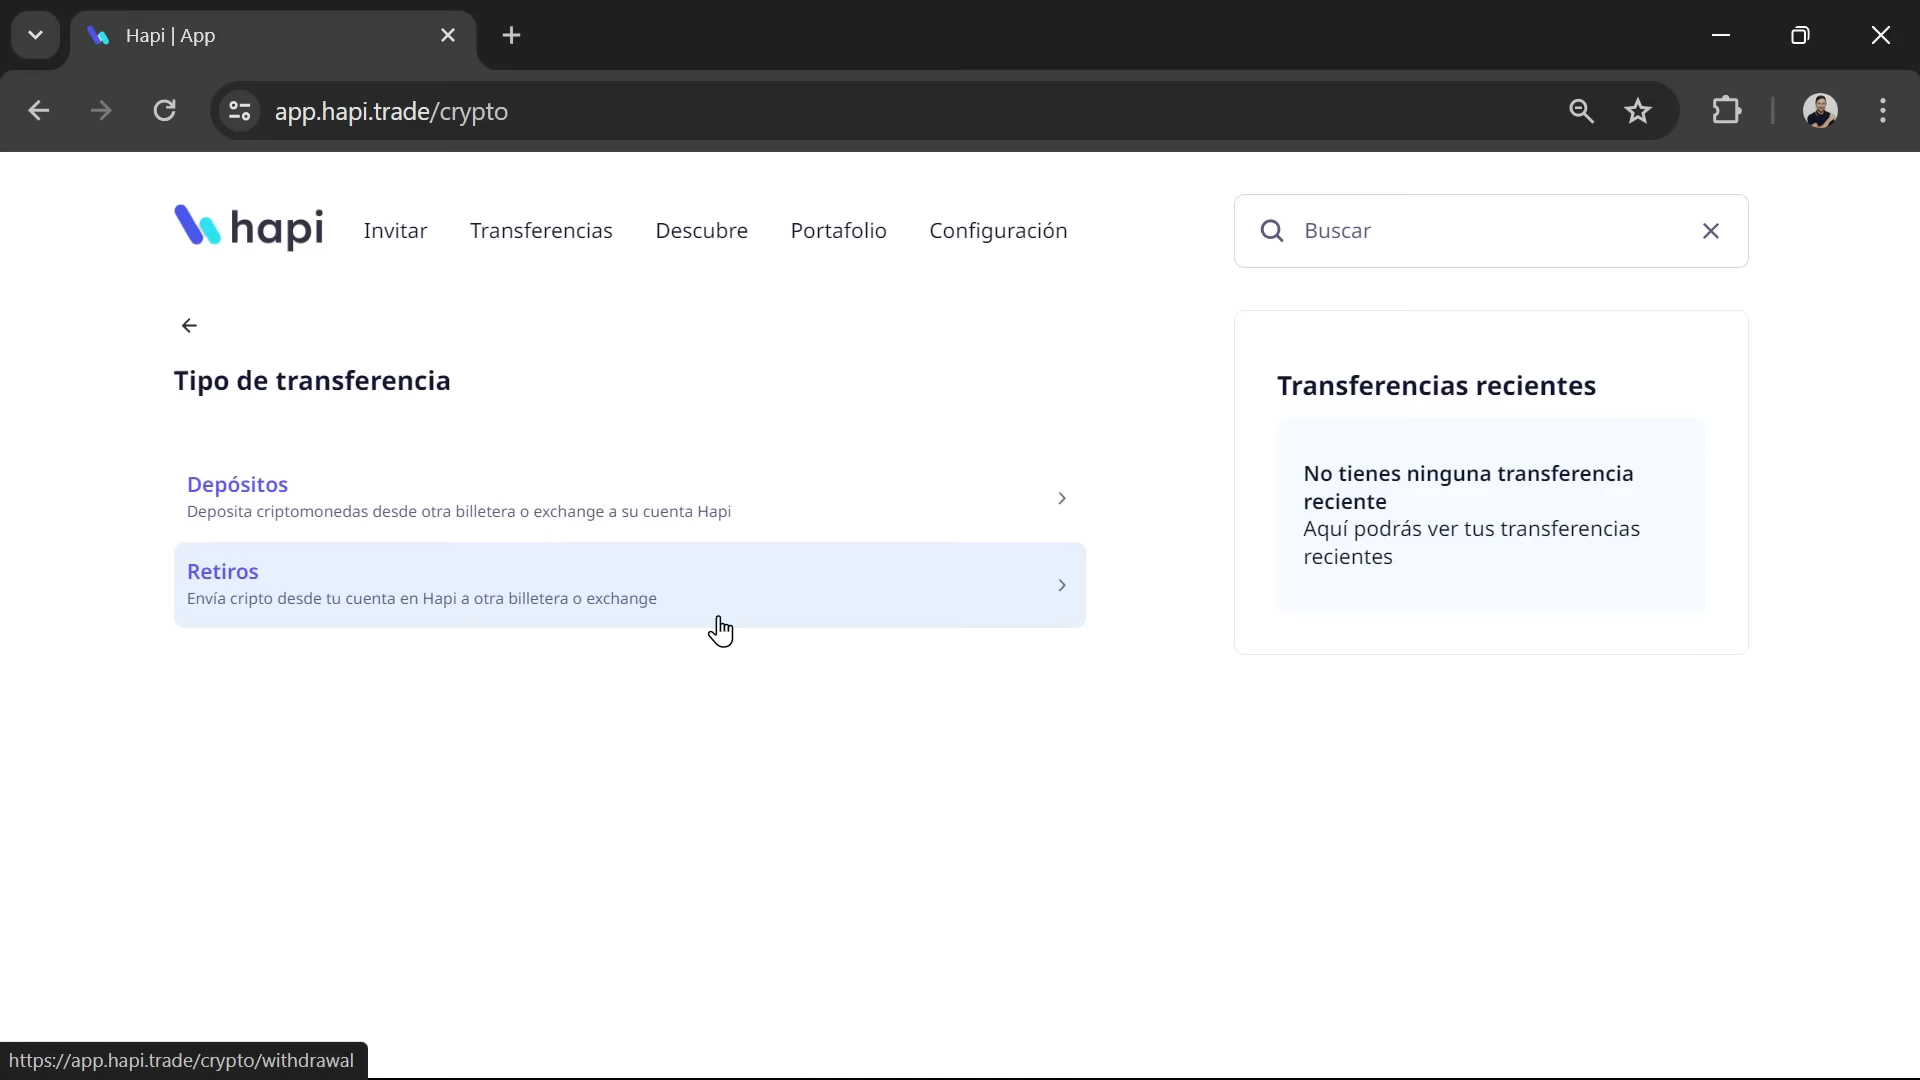 Hapi | App
app.hapi.trade/crypto
hapi
Invitar
Transferencias
Descubre
Portafolio
Configuración
Buscar
Tipo de transferencia
Depósitos
Deposita criptomonedas desde otra billetera o exchange a su cuenta Hapi
Retiros
Envía cripto desde tu cuenta en Hapi a otra billetera o exchange
Transferencias recientes
No tienes ninguna transferencia
reciente
Aquí podrás ver tus transferencias
recientes
https://app.hapi.trade/crypto/withdrawal